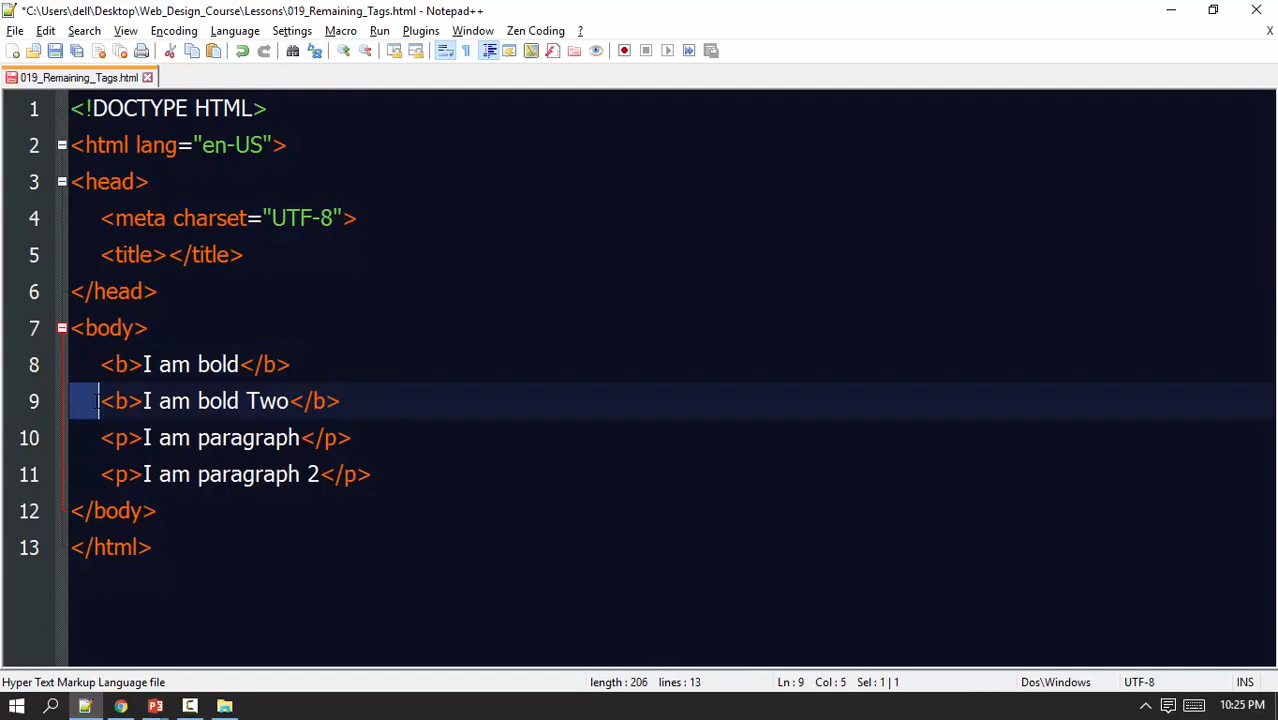 *C:\Users\dell\Desktop\Web_Design_Course\Lessons\019_Remaining_Tags.html - Notepad++
File Edit Search View Encoding Language Settings Macro Run Plugins Window Zen Coding ? X
019_Remaining_Tags.html
1 <!DOCTYPE HTML>
2 <html lang="en-US">
3 <head>
4 <meta charset="UTF-8">
5 <title></title>
6 </head>
7 <body>
8 <b>I am bold</b>
9 <b>I am bold Two</b>
10 <p>I am paragraph</p>
11 <p>I am paragraph 2</p>
12 </body>
13 </html>
Hyper Text Markup Language file length : 206 lines : 13 Ln : 9 Col : 5 Sel : 1 | 1 Dos\Windows UTF-8 INS
10:25 PM